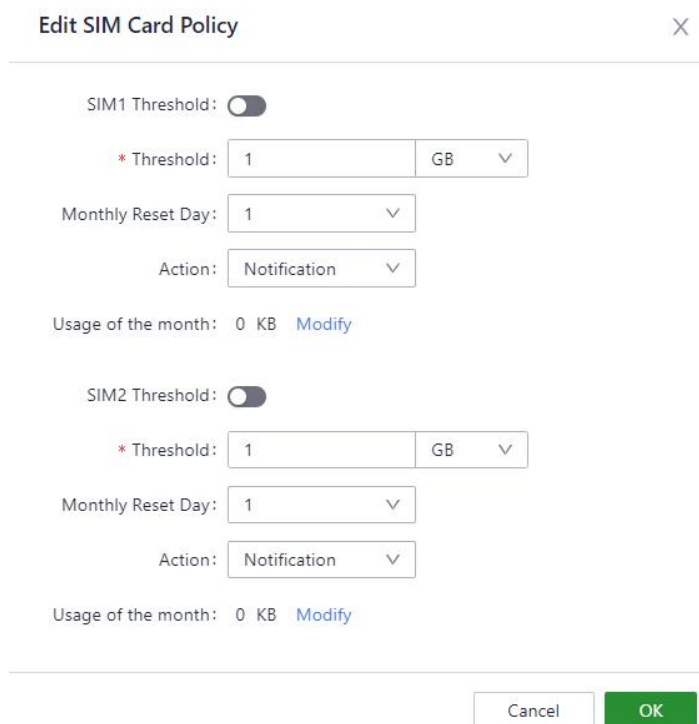 Edit SIM Card Policy
SIM1 Threshold:
* Threshold: 1 GB
Monthly Reset Day: 1
Action: Notification
Usage of the month: 0 KB Modify
SIM2 Threshold:
* Threshold: 1 GB
Monthly Reset Day: 1
Action: Notification
Usage of the month: 0 KB Modify
Cancel OK